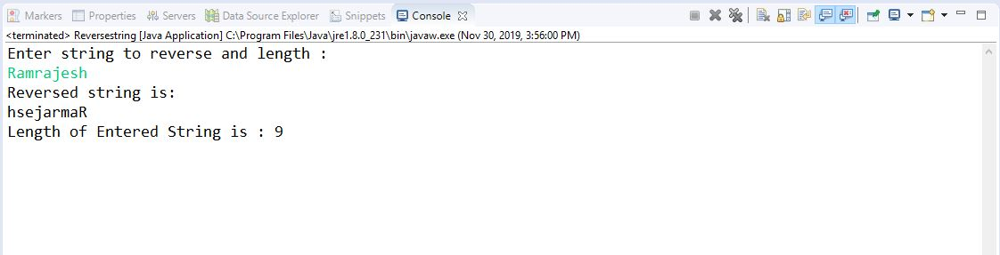 Markers Properties Servers Data Source Explorer Snippets Console
<terminated> Reversestring [Java Application] C:\Program Files\Java\jre1.8.0_231\bin\javaw.exe (Nov 30, 2019, 3:56:00 PM)
Enter string to reverse and length :
Ramrajesh
Reversed string is:
hsejarmaR
Length of Entered String is : 9